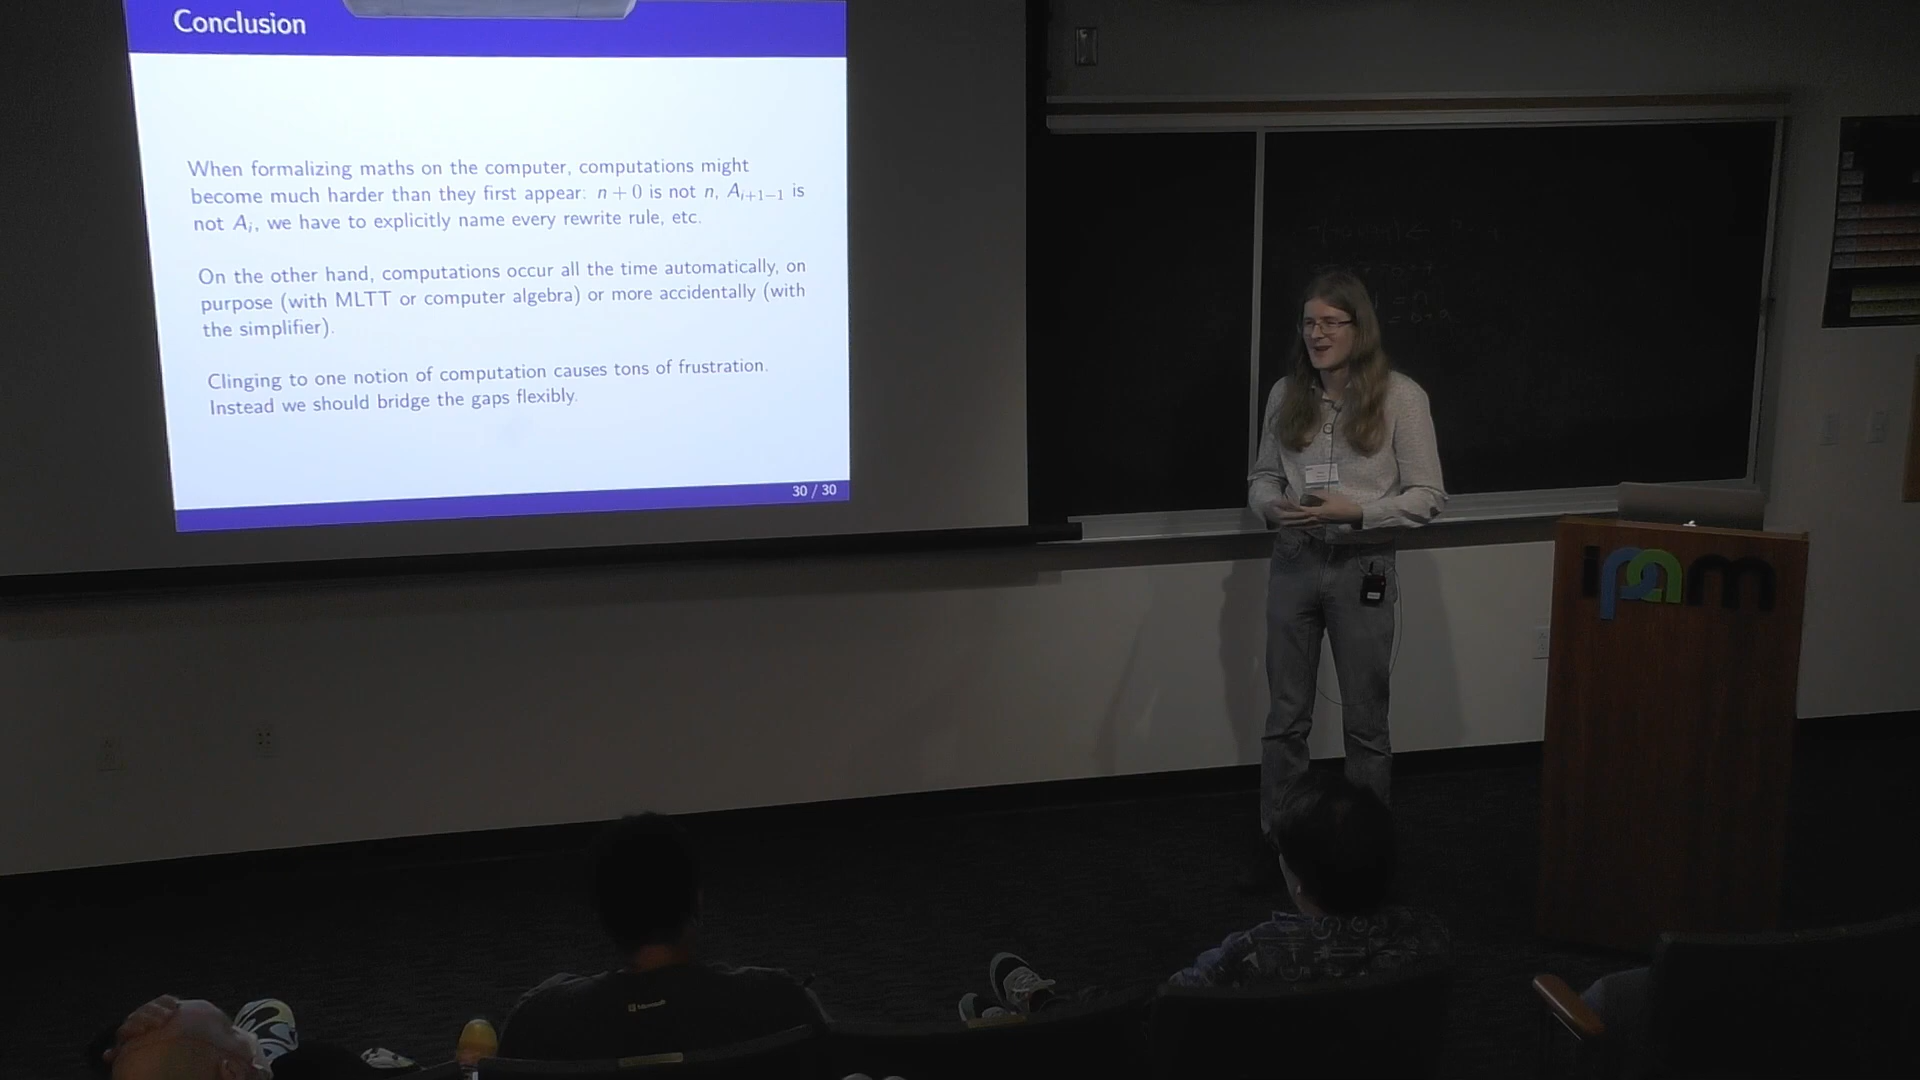 Conclusion
When formalizing maths on the computer, computations might
become much harder than they first appear: n + 0 is not n, Aᵢ₊₁₋₁ is
not Aᵢ, we have to explicitly name every rewrite rule, etc.
On the other hand, computations occur all the time automatically, on
purpose (with MLTT or computer algebra) or more accidentally (with
the simplifier).
Clinging to one notion of computation causes tons of frustration.
Instead we should bridge the gaps flexibly.
30 / 30
ipam
Microsoft